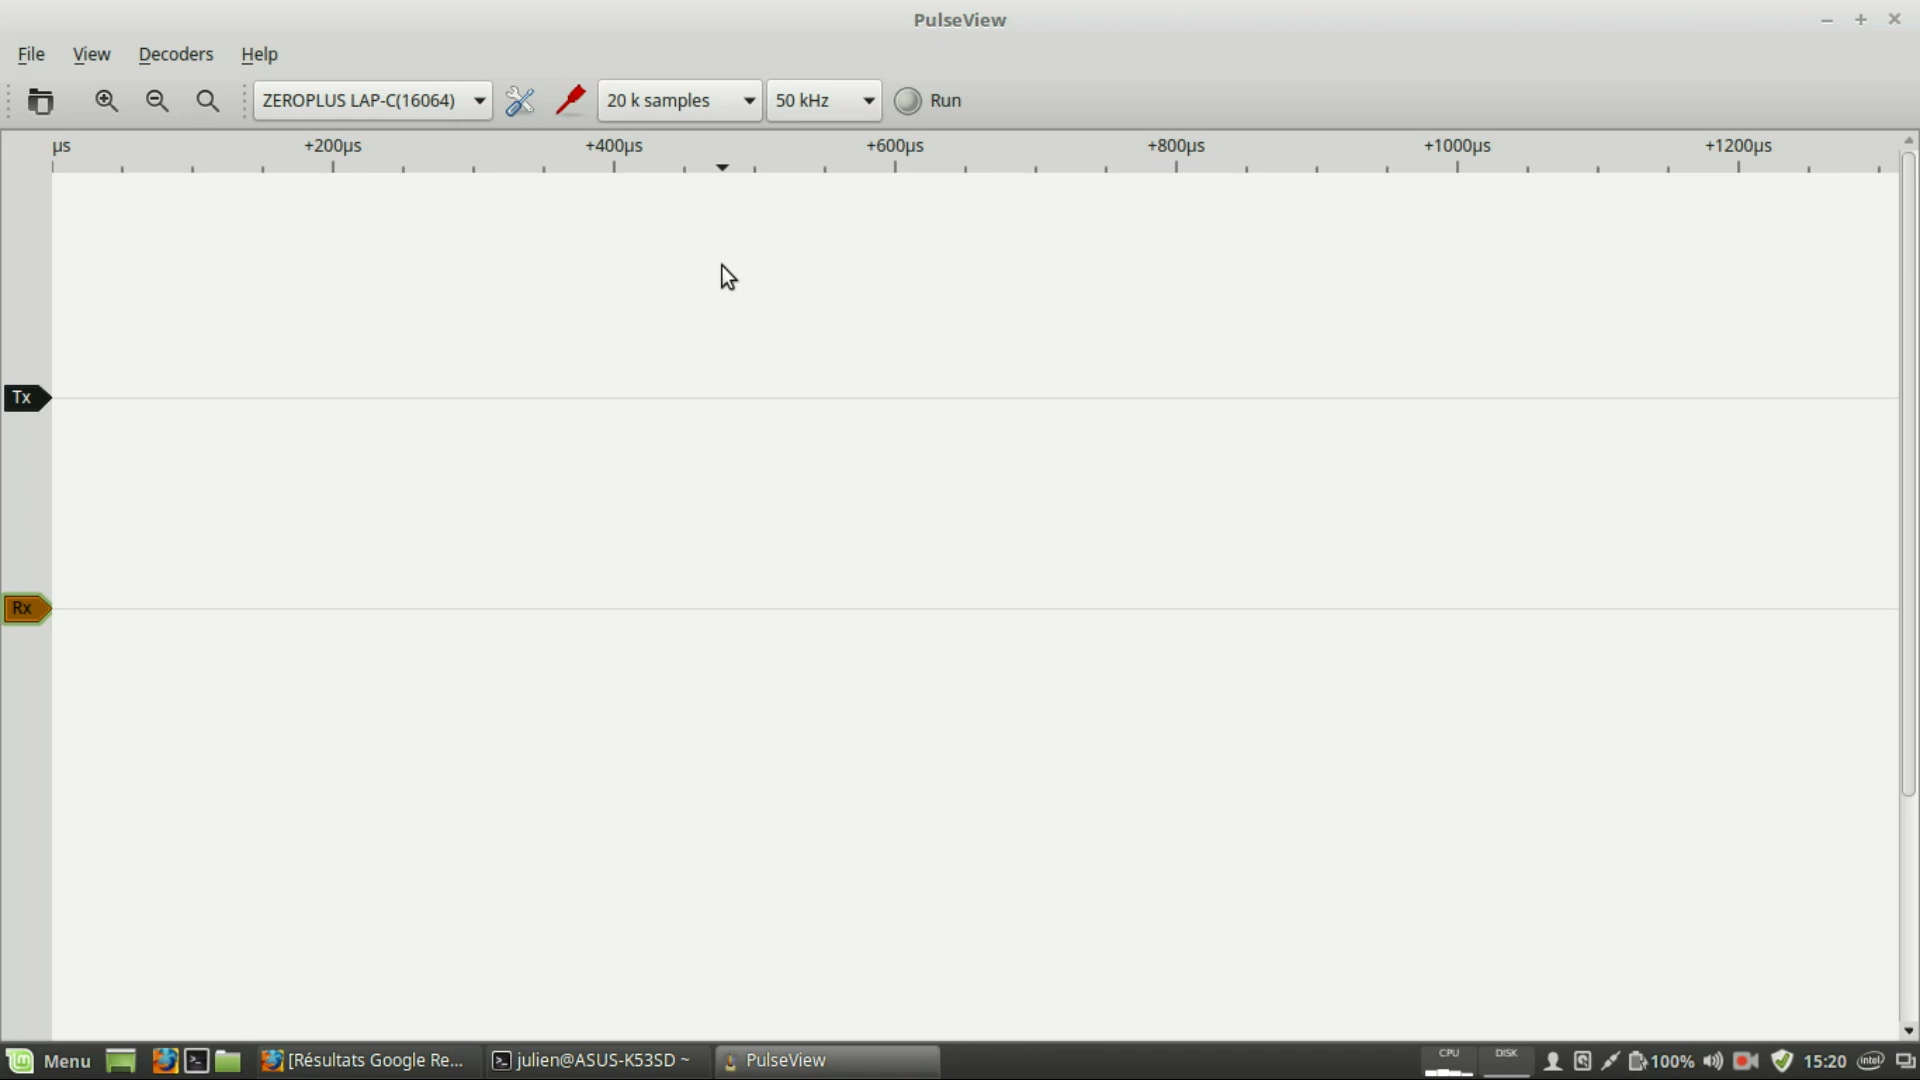 PulseView
File View Decoders Help
ZEROPLUS LAP-C(16064) 20 k samples 50 kHz Run
µs +200µs +400µs +600µs +800µs +1000µs +1200µs
Tx
Rx
Menu [Résultats Google Re... julien@ASUS-K53SD ~ PulseView CPU DISK 100% 15:20 intel